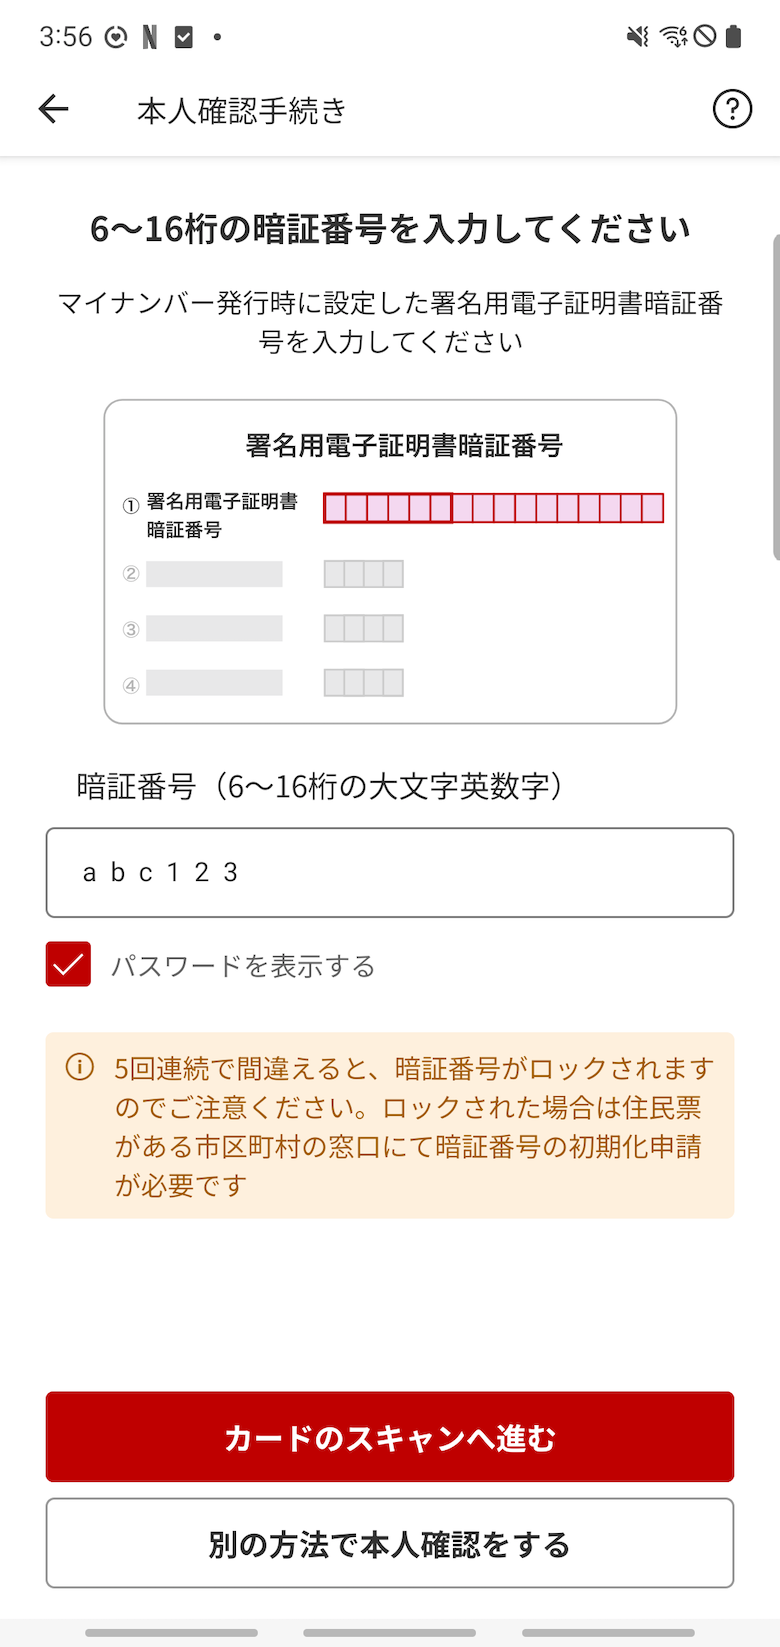 3:56
本人確認手続き
6〜16桁の暗証番号を入力してください
マイナンバー発行時に設定した署名用電子証明書暗証番
号を入力してください
署名用電子証明書暗証番号
① 署名用電子証明書
暗証番号
②
③
④
暗証番号（6〜16桁の大文字英数字）
abc123
パスワードを表示する
5回連続で間違えると、暗証番号がロックされます
のでご注意ください。ロックされた場合は住民票
がある市区町村の窓口にて暗証番号の初期化申請
が必要です
カードのスキャンへ進む
別の方法で本人確認をする